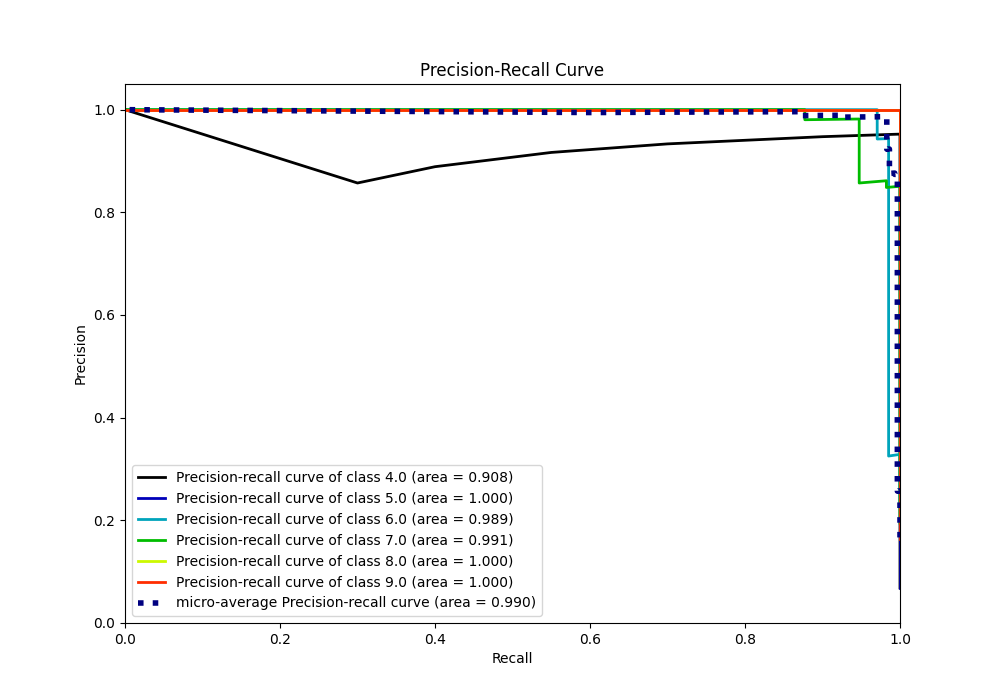 Precision-Recall Curve
1.0
0.8
0.6
0.4
0.2
0.0
Precision
Precision-recall curve of class 4.0 (area = 0.908)
Precision-recall curve of class 5.0 (area = 1.000)
Precision-recall curve of class 6.0 (area = 0.989)
Precision-recall curve of class 7.0 (area = 0.991)
Precision-recall curve of class 8.0 (area = 1.000)
Precision-recall curve of class 9.0 (area = 1.000)
micro-average Precision-recall curve (area = 0.990)
0.0 0.2 0.4 0.6 0.8 1.0
Recall